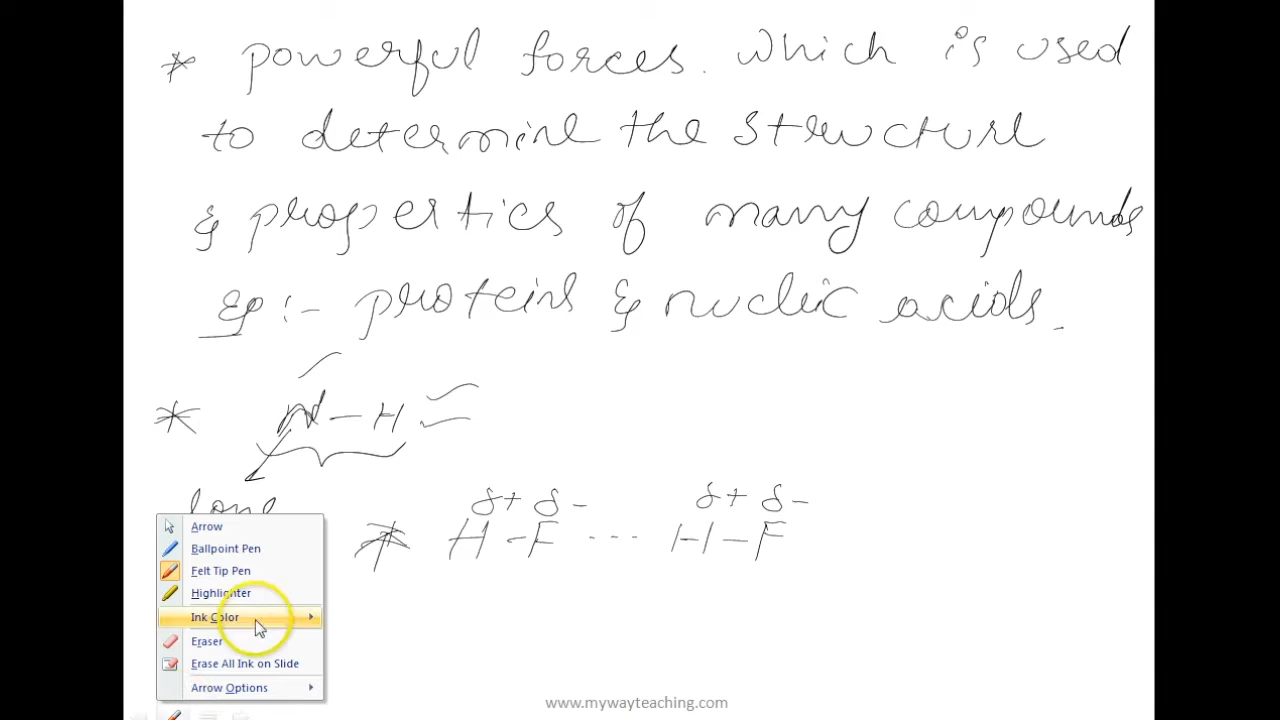 * powerful forces. which is used
to determine the structure
& properties of many compounds
Eg :- proteins & nucleic acids.
* – H
lone
δ+ δ- δ+ δ-
* H - F --- H - F
Arrow
Ballpoint Pen
Felt Tip Pen
Highlighter
Ink Color
Eraser
Erase All Ink on Slide
Arrow Options
www.mywayteaching.com